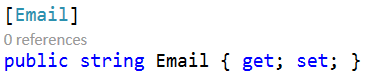 [Email]
0 references
public string Email { get; set; }